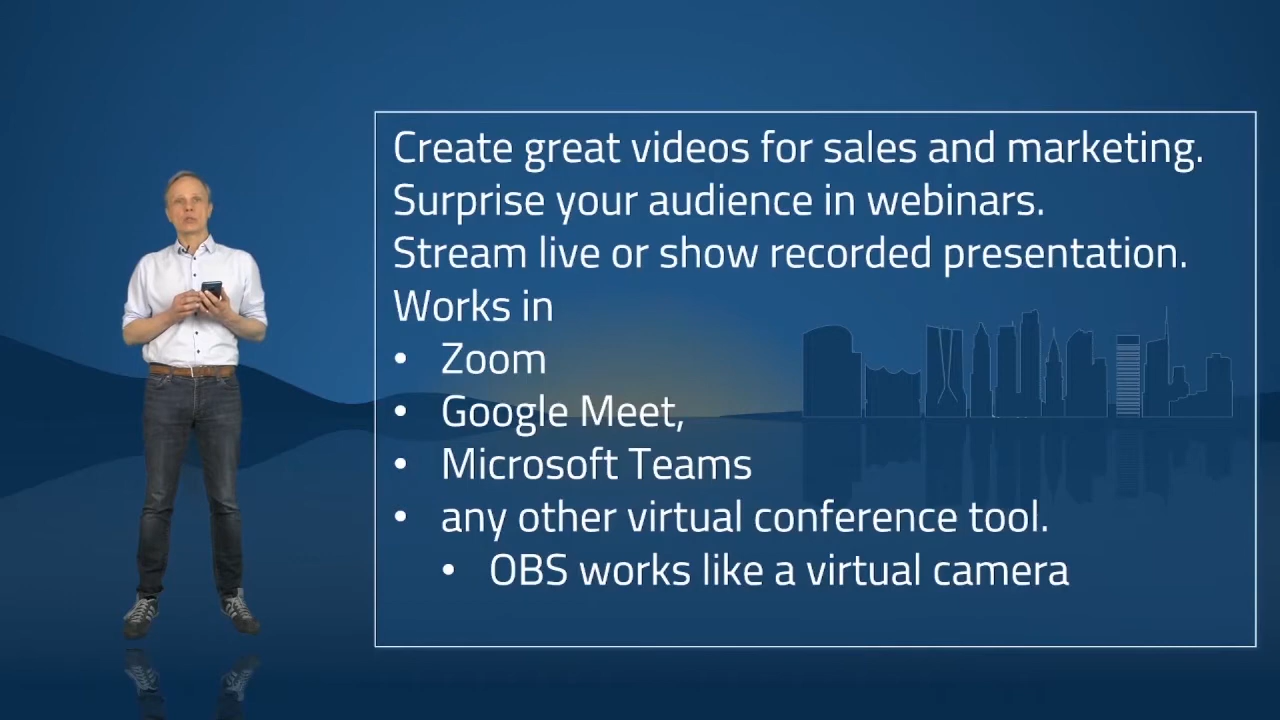 Create great videos for sales and marketing.
Surprise your audience in webinars.
Stream live or show recorded presentation.
Works in
• Zoom
• Google Meet,
• Microsoft Teams
• any other virtual conference tool.
• OBS works like a virtual camera